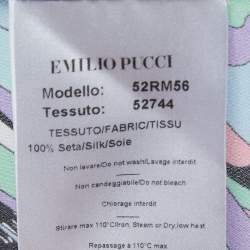 EMILIO PUCCI
Modello: 52RM56
Tessuto: 52744
TESSUTO/FABRIC/TISSU
100% Seta/Silk/Soie
Non lavare/Do not wash/Lavage interdit
Non candeggiabile/Do not bleach
Chlorage interdit
Stirare max 110°C/Iron, Steam or Dry, low heat
Repassage a 110°C max